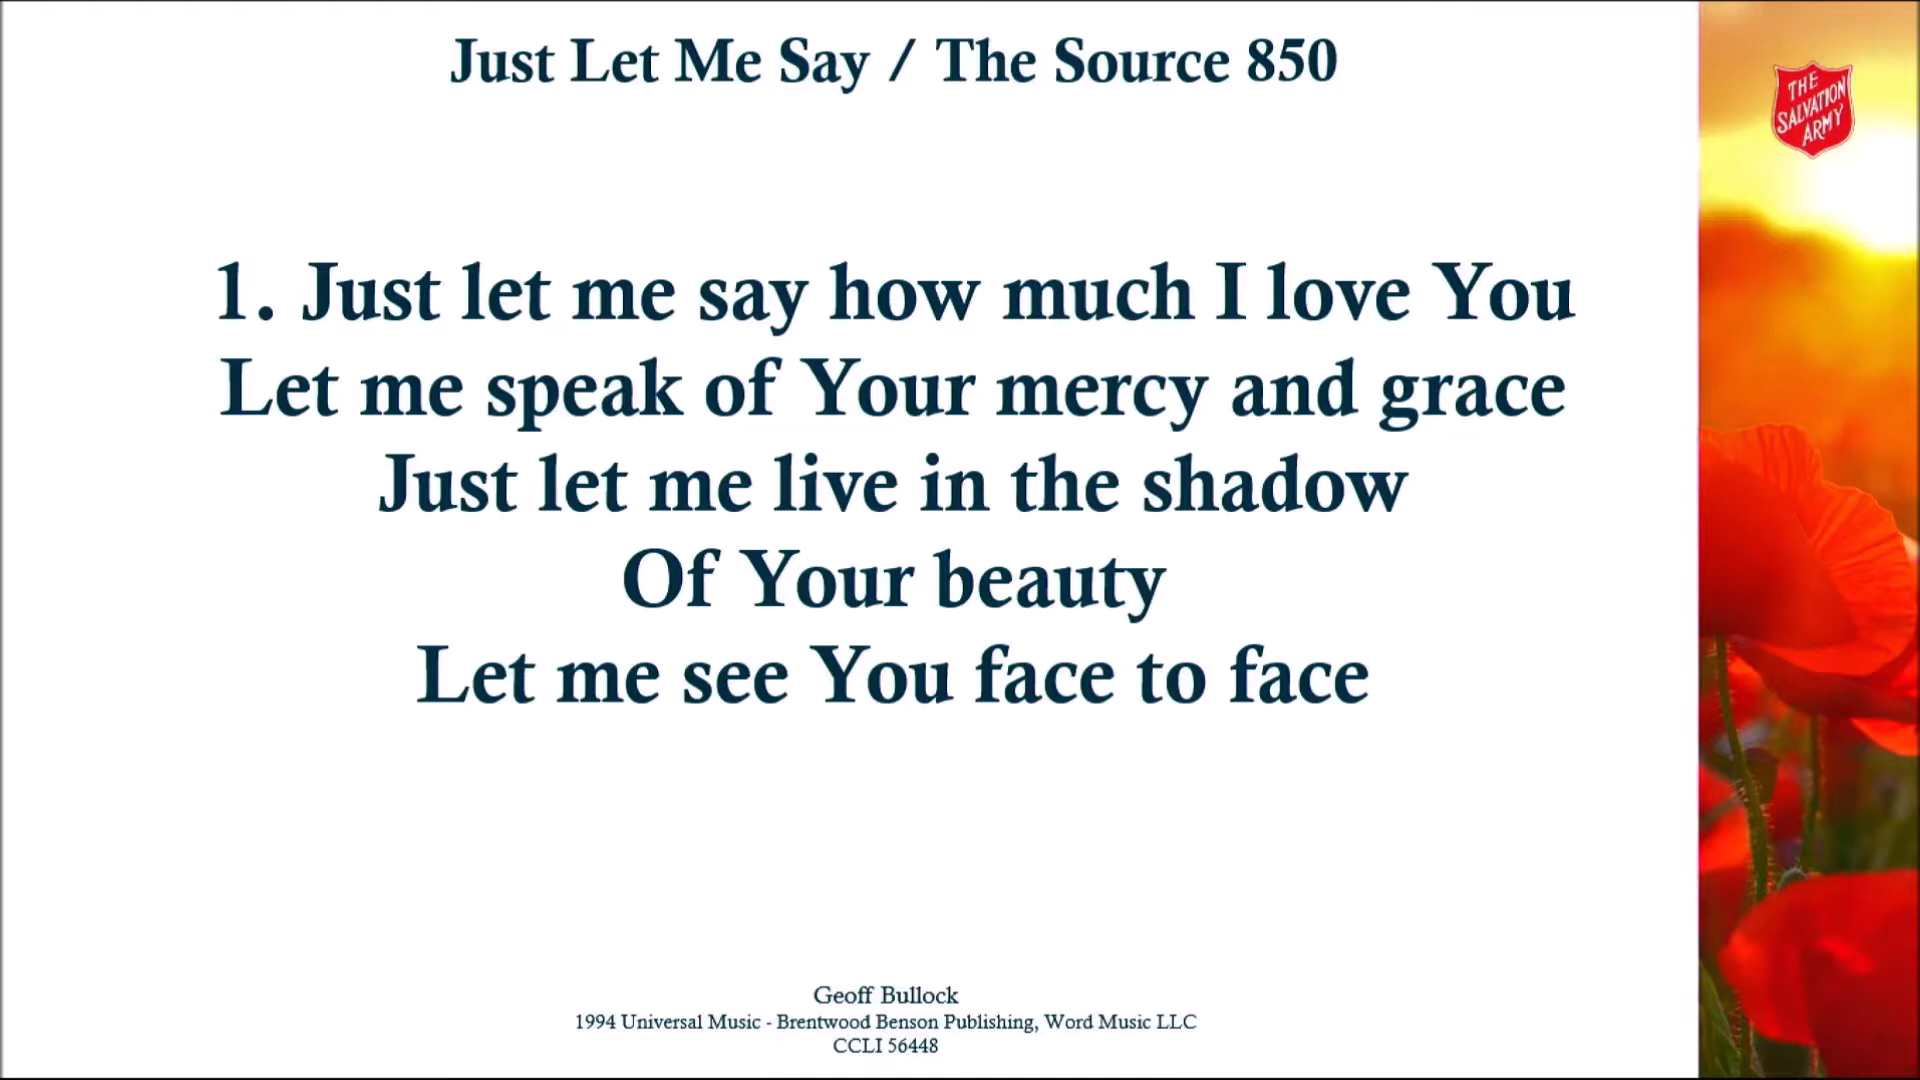 Just Let Me Say / The Source 850
THE
SALVATION
ARMY
1. Just let me say how much I love You
Let me speak of Your mercy and grace
Just let me live in the shadow
Of Your beauty
Let me see You face to face
Geoff Bullock
1994 Universal Music - Brentwood Benson Publishing, Word Music LLC
CCLI 56448